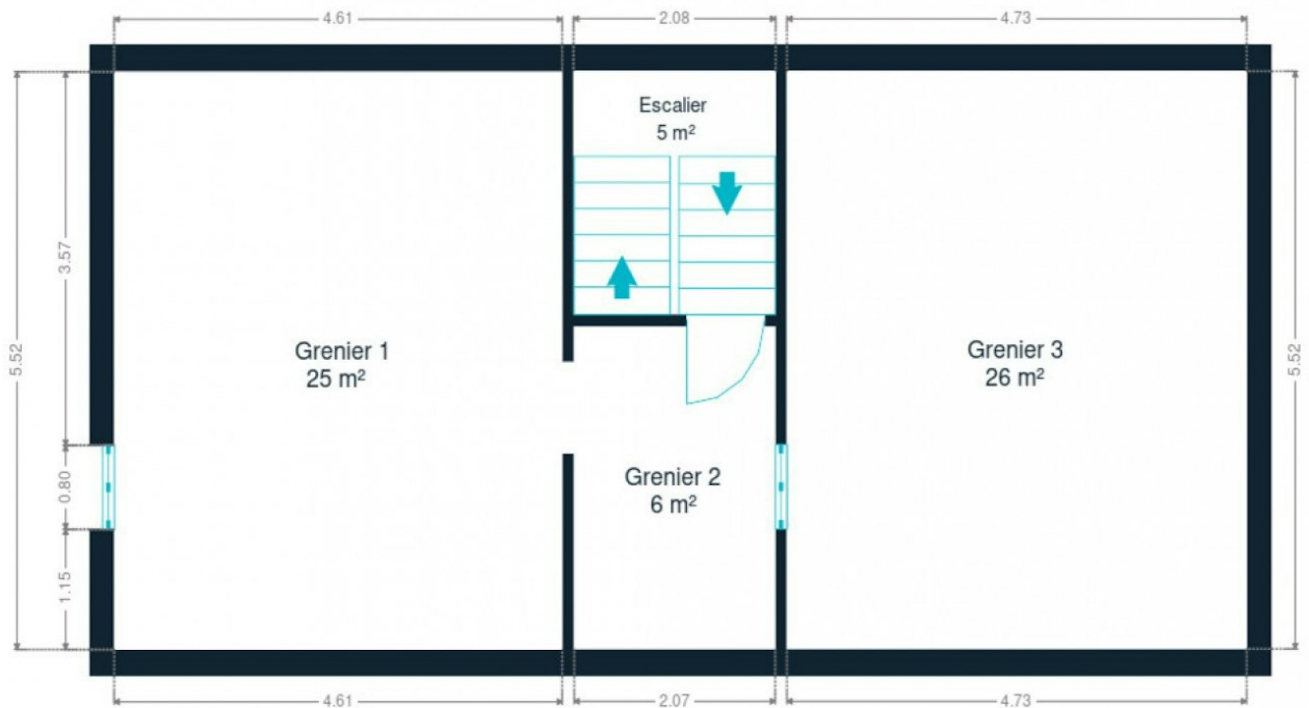 4.61
2.08
4.73
Escalier
5 m²
3.57
5.52
5.52
Grenier 1
25 m²
Grenier 3
26 m²
Grenier 2
6 m²
0.80
1.15
4.61
2.07
4.73